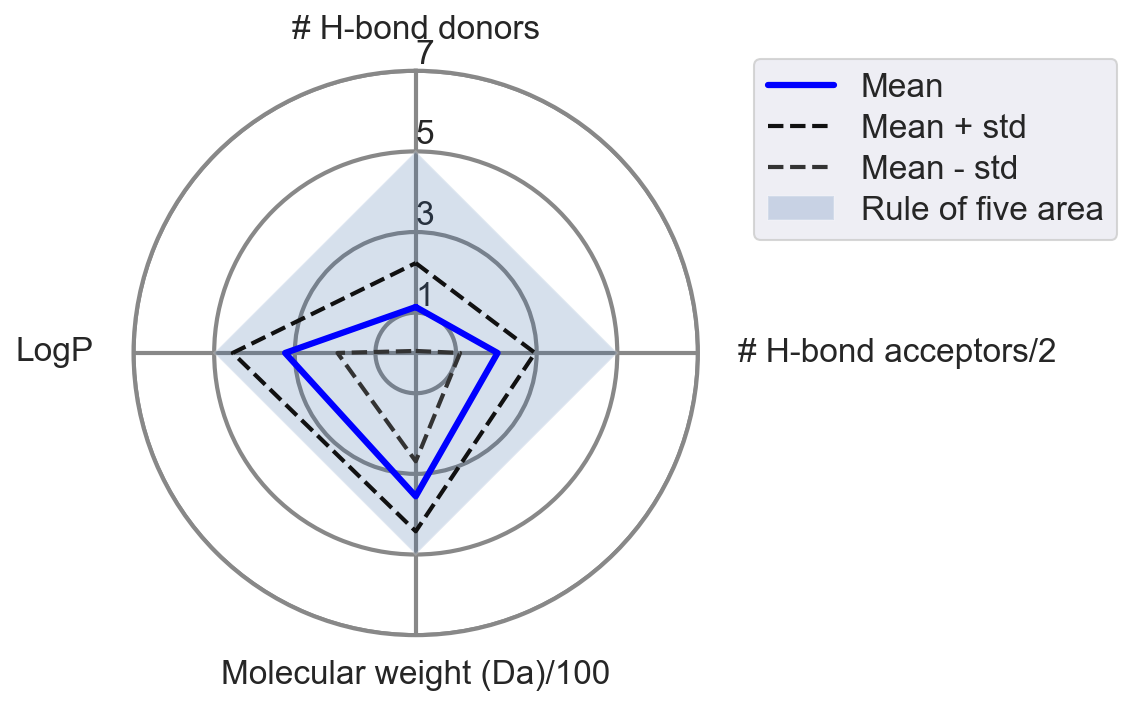 # H-bond donors
7
5
3
1
LogP
# H-bond acceptors/2
Molecular weight (Da)/100
Mean
Mean + std
Mean - std
Rule of five area